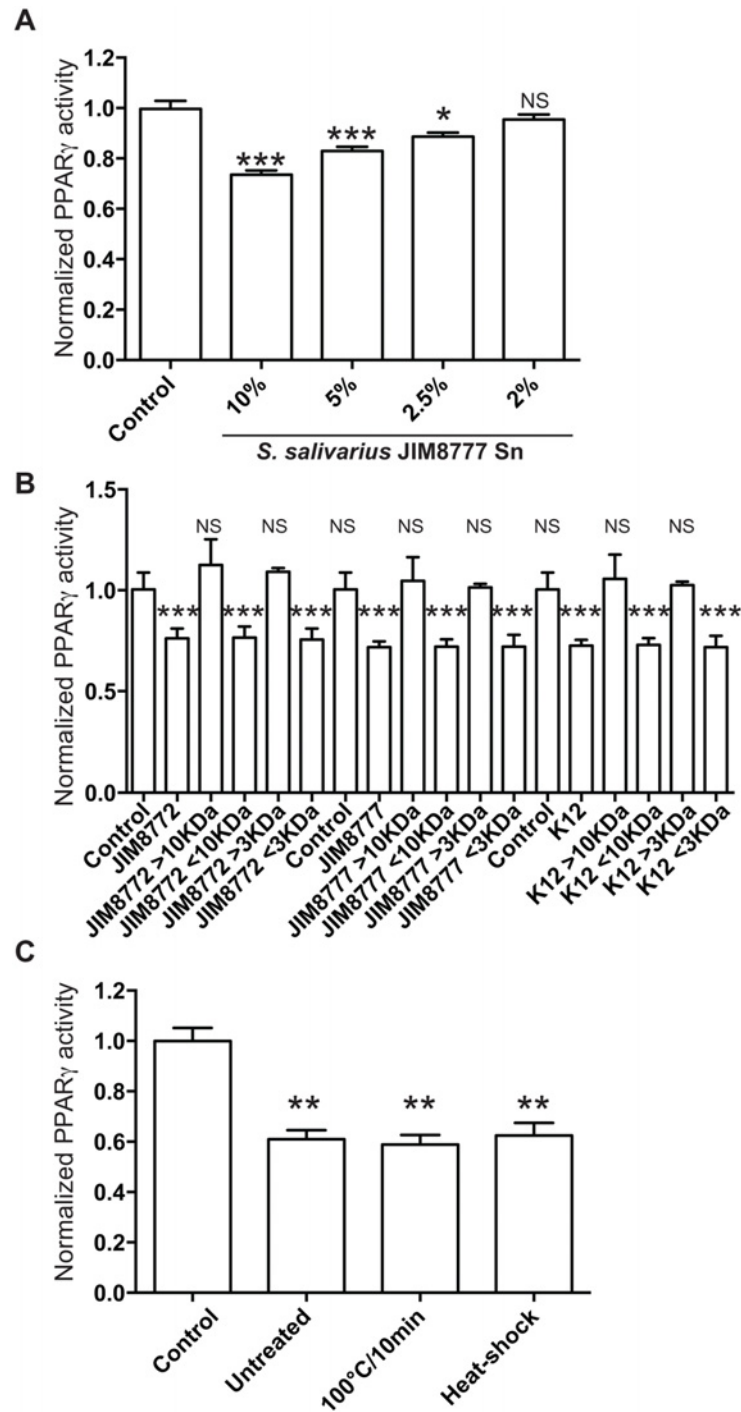 A
Normalized PPARγ activity
1.2
1.0
0.8
0.6
0.4
0.2
0.0
***
***
*
NS
Control
10%
5%
2.5%
2%
S. salivarius JIM8777 Sn
B
Normalized PPARγ activity
1.5
1.0
0.5
0.0
NS NS NS NS NS NS NS NS
*** *** *** *** *** *** *** *** ***
Control
JIM8772
JIM8772 >10KDa
JIM8772 <10KDa
JIM8772 >3KDa
JIM8772 <3KDa
Control
JIM8777
JIM8777 >10KDa
JIM8777 <10KDa
JIM8777 >3KDa
JIM8777 <3KDa
Control
K12
K12 >10KDa
K12 <10KDa
K12 >3KDa
K12 <3KDa
C
Normalized PPARγ activity
1.2
1.0
0.8
0.6
0.4
0.2
0.0
** ** **
Control
Untreated
100°C/10min
Heat-shock